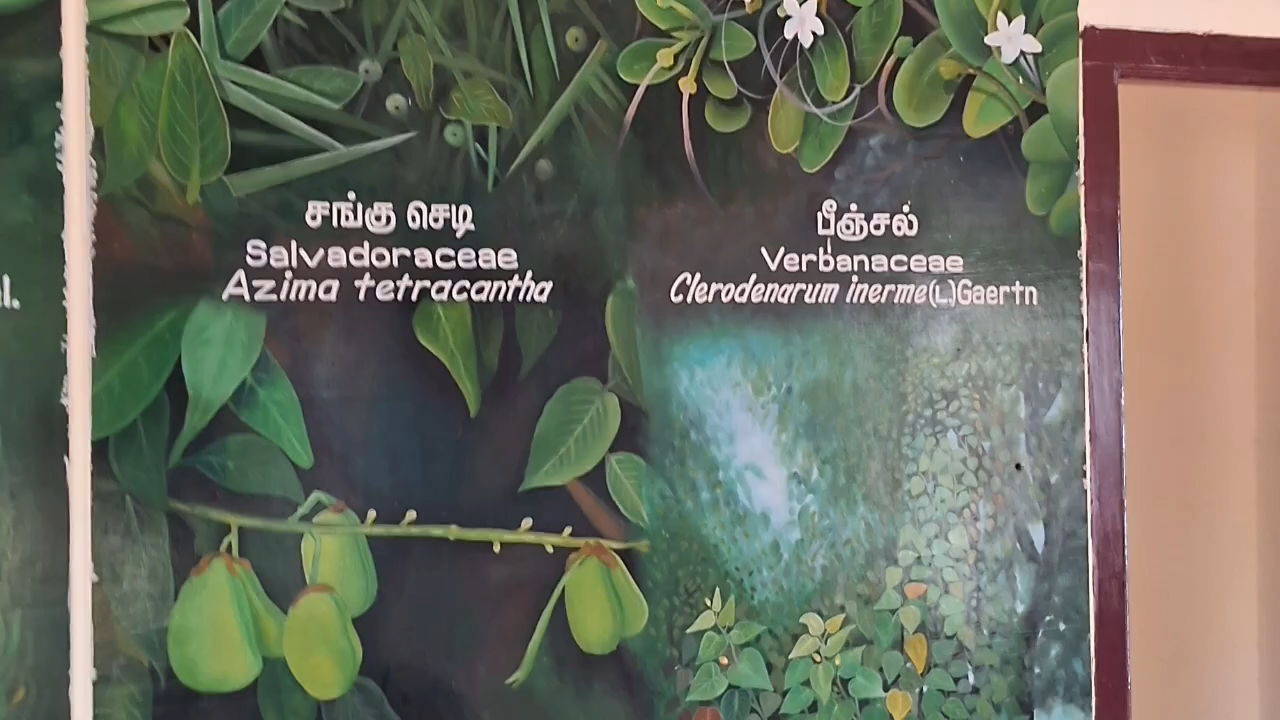 சங்கு செடி
Salvadoraceae
Azima tetracantha
பீஞ்சல்
Verbanaceae
Clerodenarum inerme(L.)Gaertn
l.